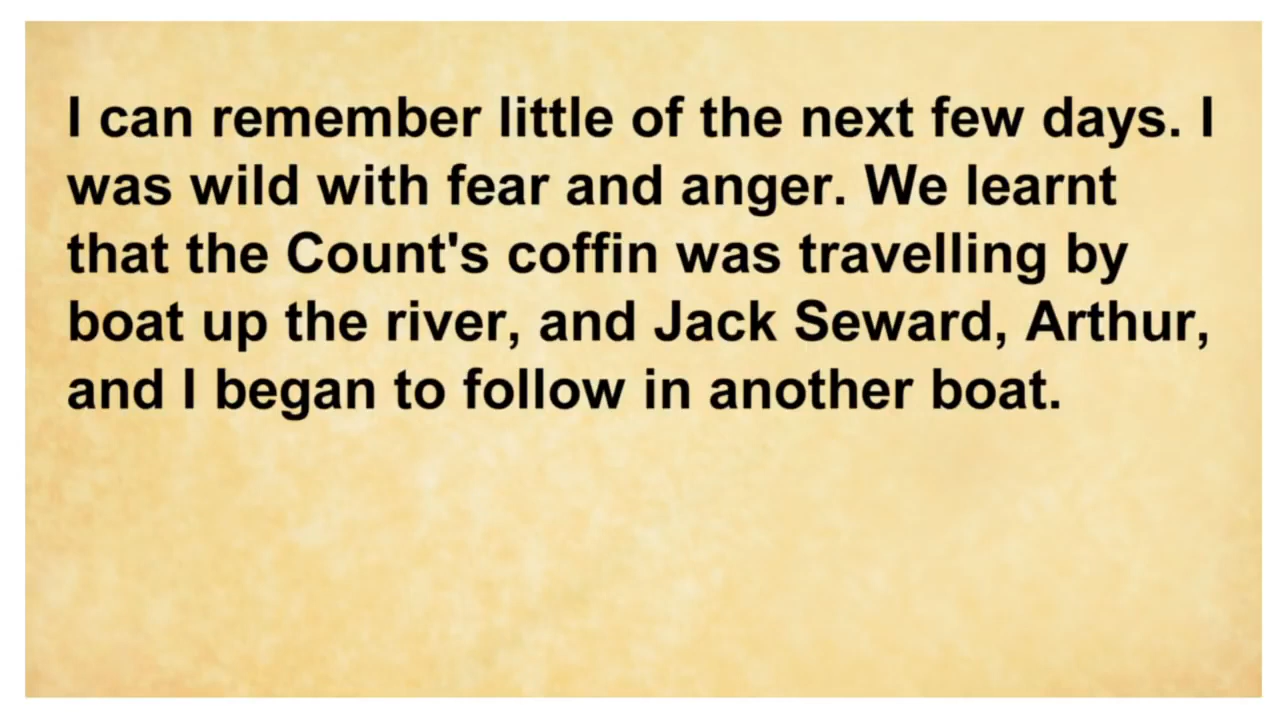 I can remember little of the next few days. I
was wild with fear and anger. We learnt
that the Count's coffin was travelling by
boat up the river, and Jack Seward, Arthur,
and I began to follow in another boat.